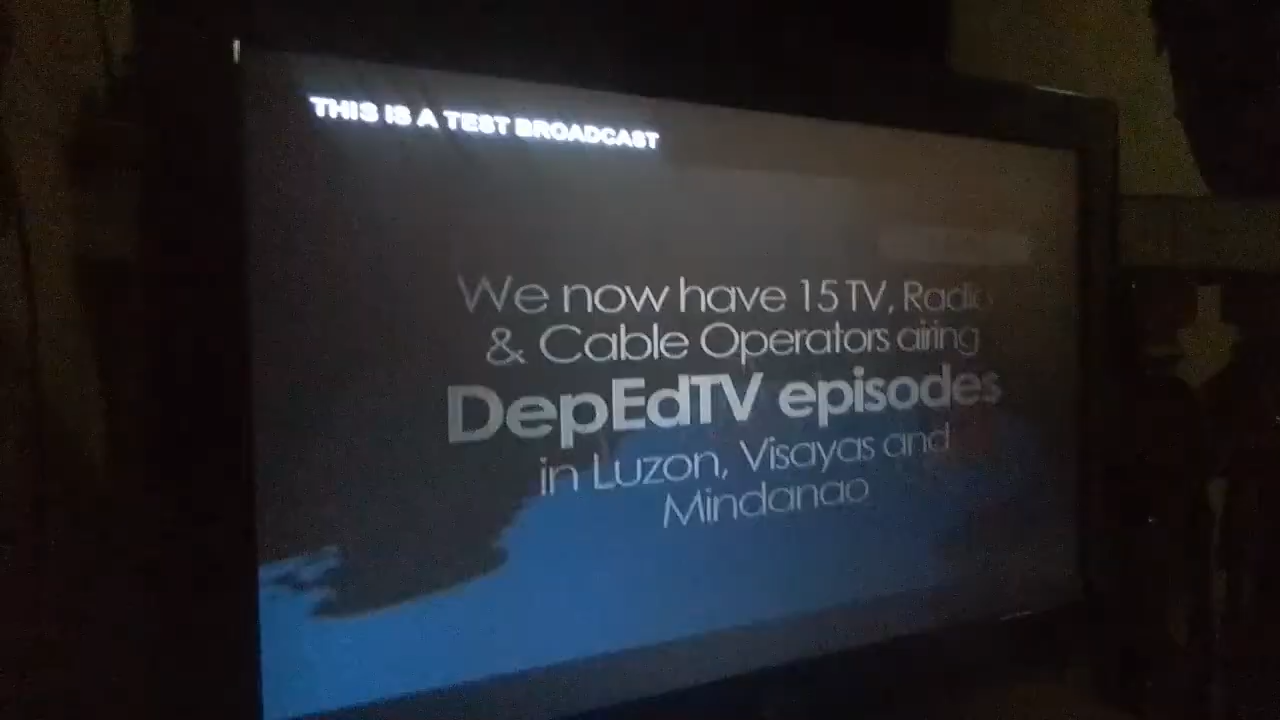 THIS IS A TEST BROADCAST
We now have 15 TV, Radio
& Cable Operators airing
DepEdTV episodes
in Luzon, Visayas and
Mindanao